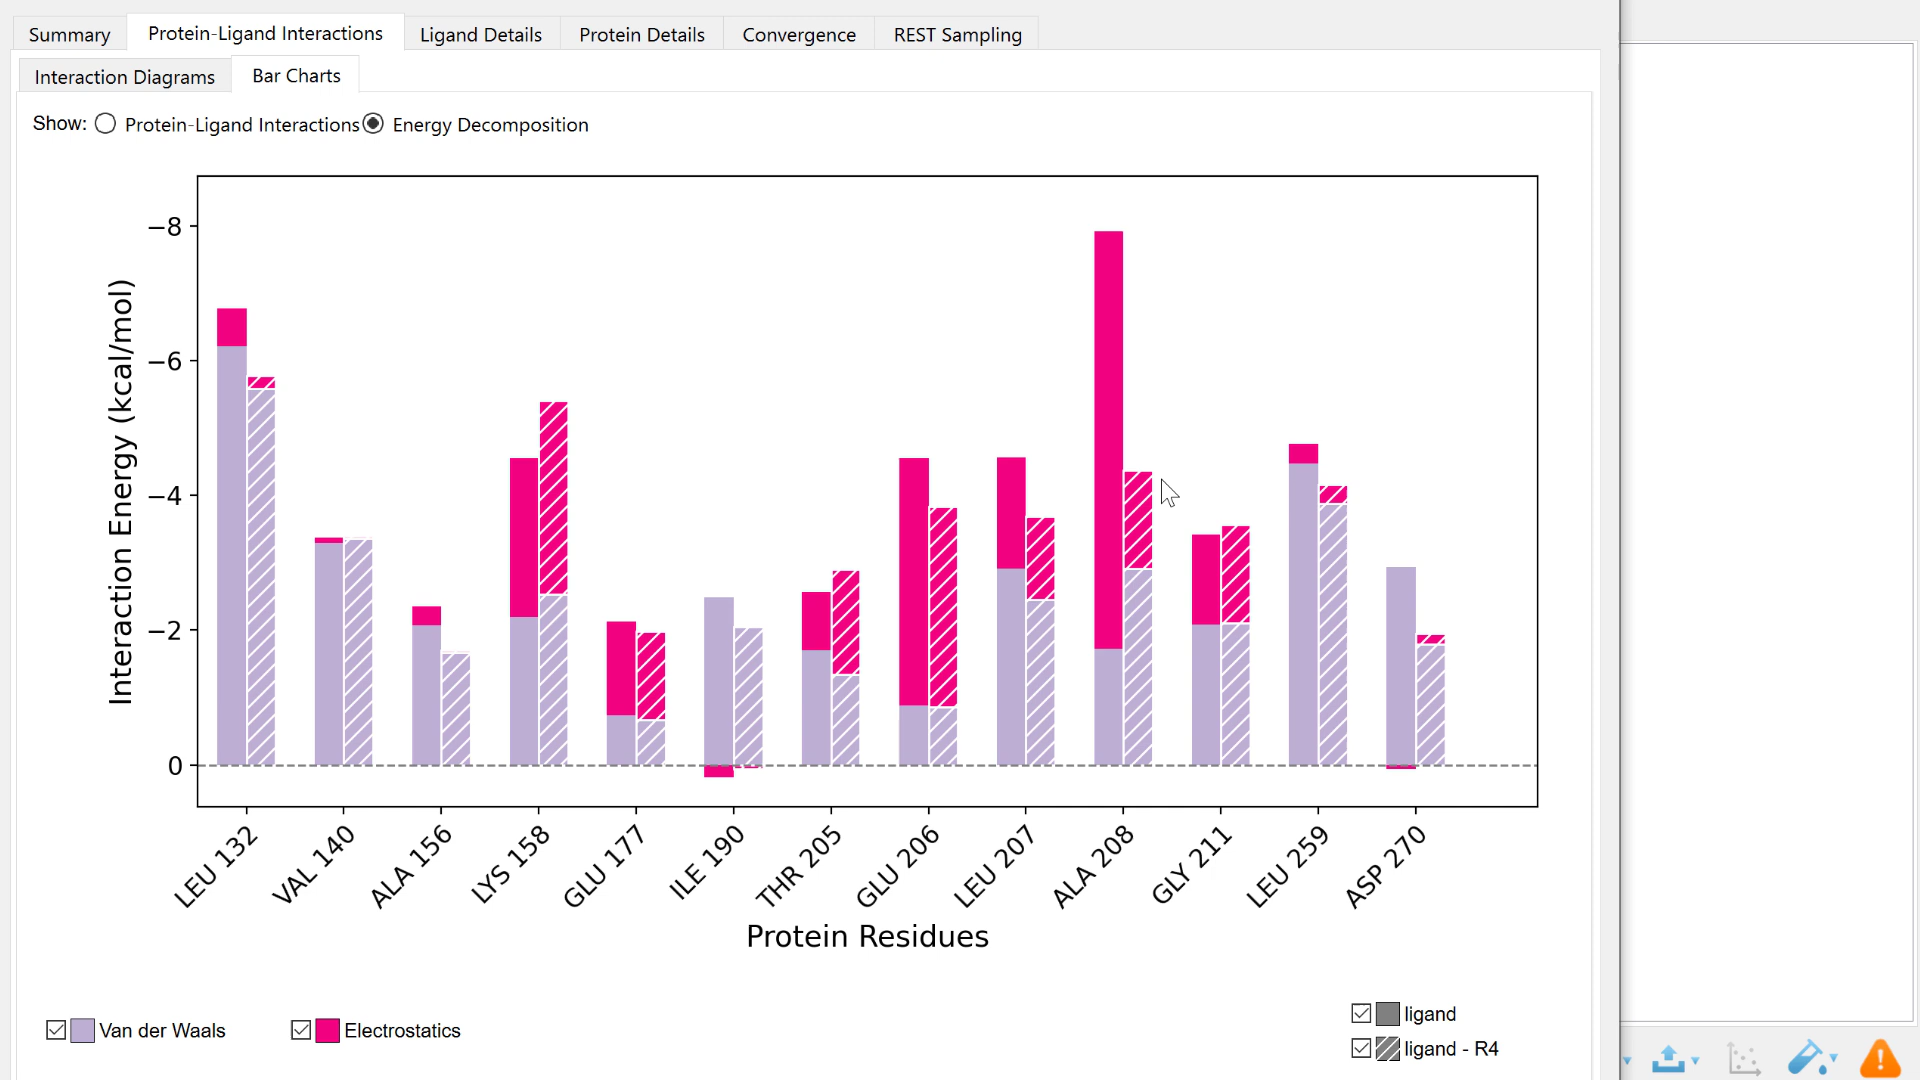 Summary
Protein-Ligand Interactions
Ligand Details
Protein Details
Convergence
REST Sampling
Interaction Diagrams
Bar Charts
Show: Protein-Ligand Interactions Energy Decomposition
Interaction Energy (kcal/mol)
−8
−6
−4
−2
0
LEU 132
VAL 140
ALA 156
LYS 158
GLU 177
ILE 190
THR 205
GLU 206
LEU 207
ALA 208
GLY 211
LEU 259
ASP 270
Protein Residues
Van der Waals
Electrostatics
ligand
ligand - R4